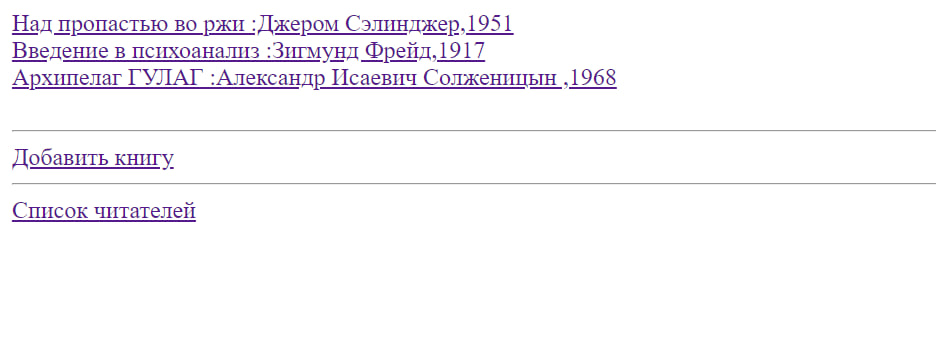 Над пропастью во ржи :Джером Сэлинджер,1951
Введение в психоанализ :Зигмунд Фрейд,1917
Архипелаг ГУЛАГ :Александр Исаевич Солженицын ,1968
Добавить книгу
Список читателей